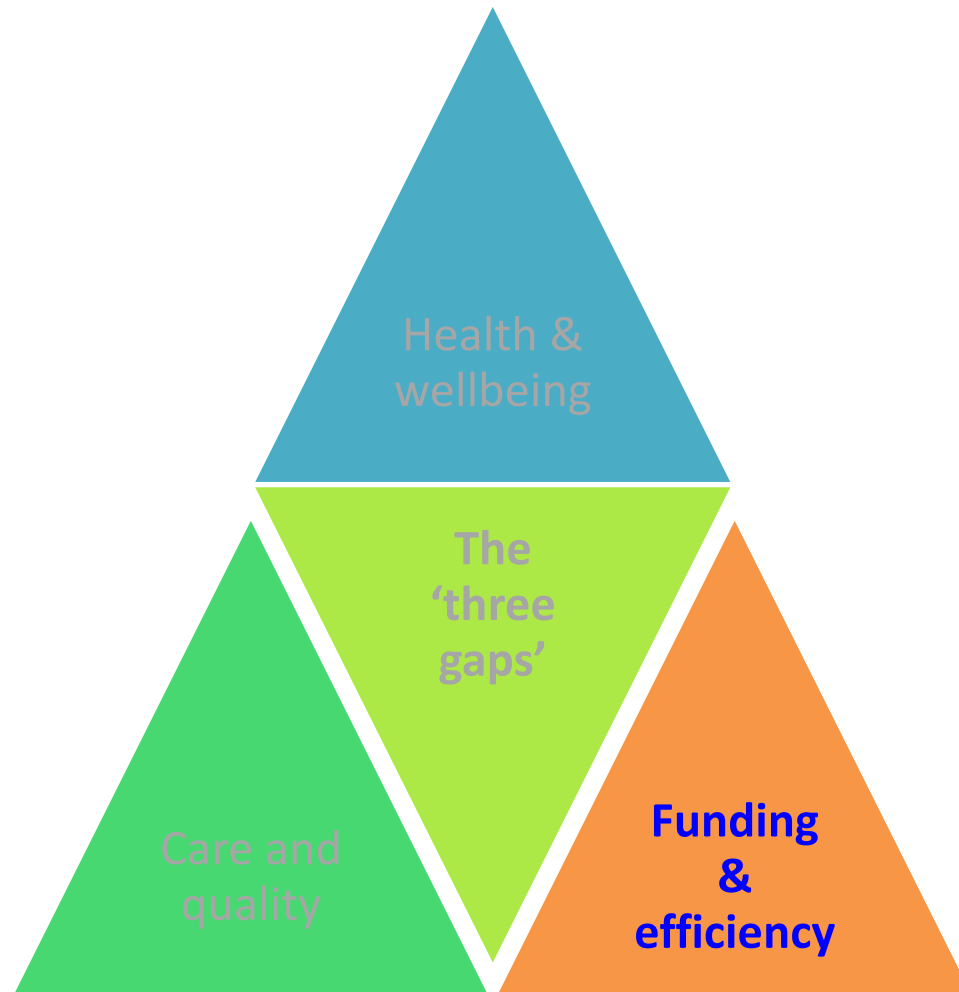 Health &
wellbeing
The
‘three
gaps’
Care and
quality
Funding
&
efficiency